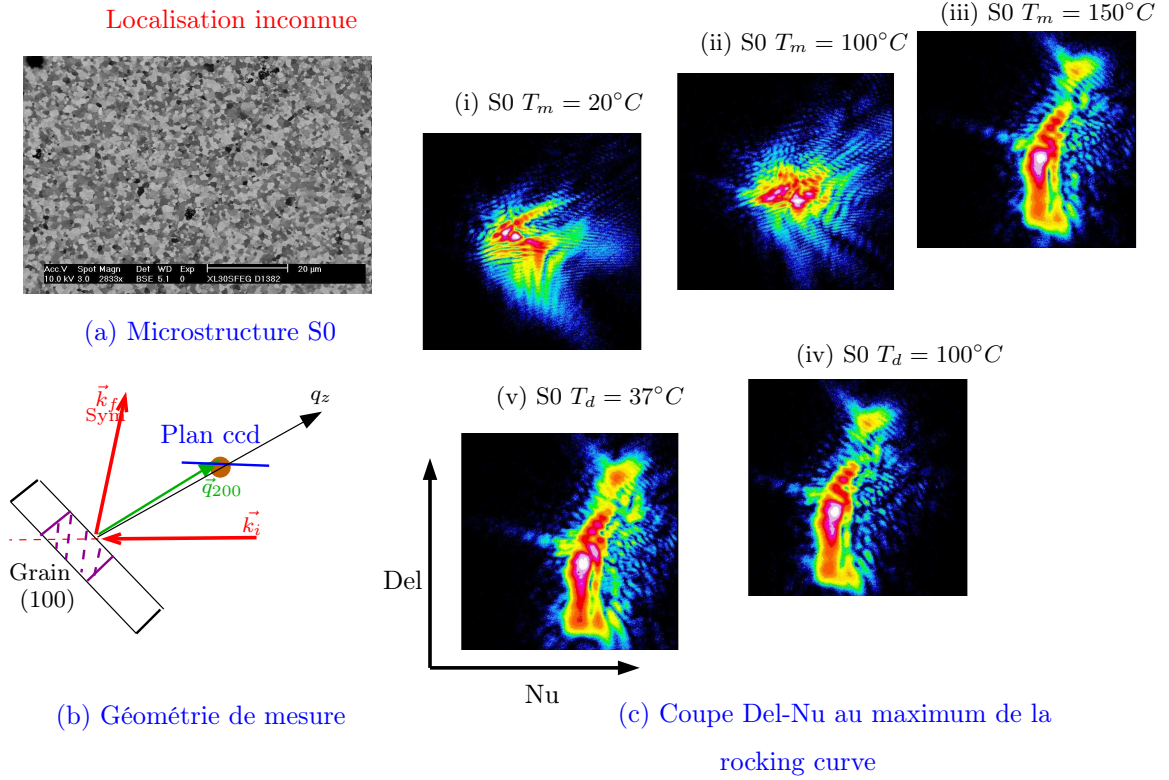 Localisation inconnue
Acc.V Spot Magn Det WD Exp 20 µm
10.0 kV 3.0 2833x BSE 5.1 0 XL30SFEG D1382
(a) Microstructure S0
(i) S0 T_m = 20°C
(ii) S0 T_m = 100°C
(iii) S0 T_m = 150°C
(iv) S0 T_d = 100°C
(v) S0 T_d = 37°C
k_f
Sym
q_z
Plan ccd
q_200
k_i
Grain
(100)
(b) Géométrie de mesure
Del
Nu
(c) Coupe Del-Nu au maximum de la
rocking curve